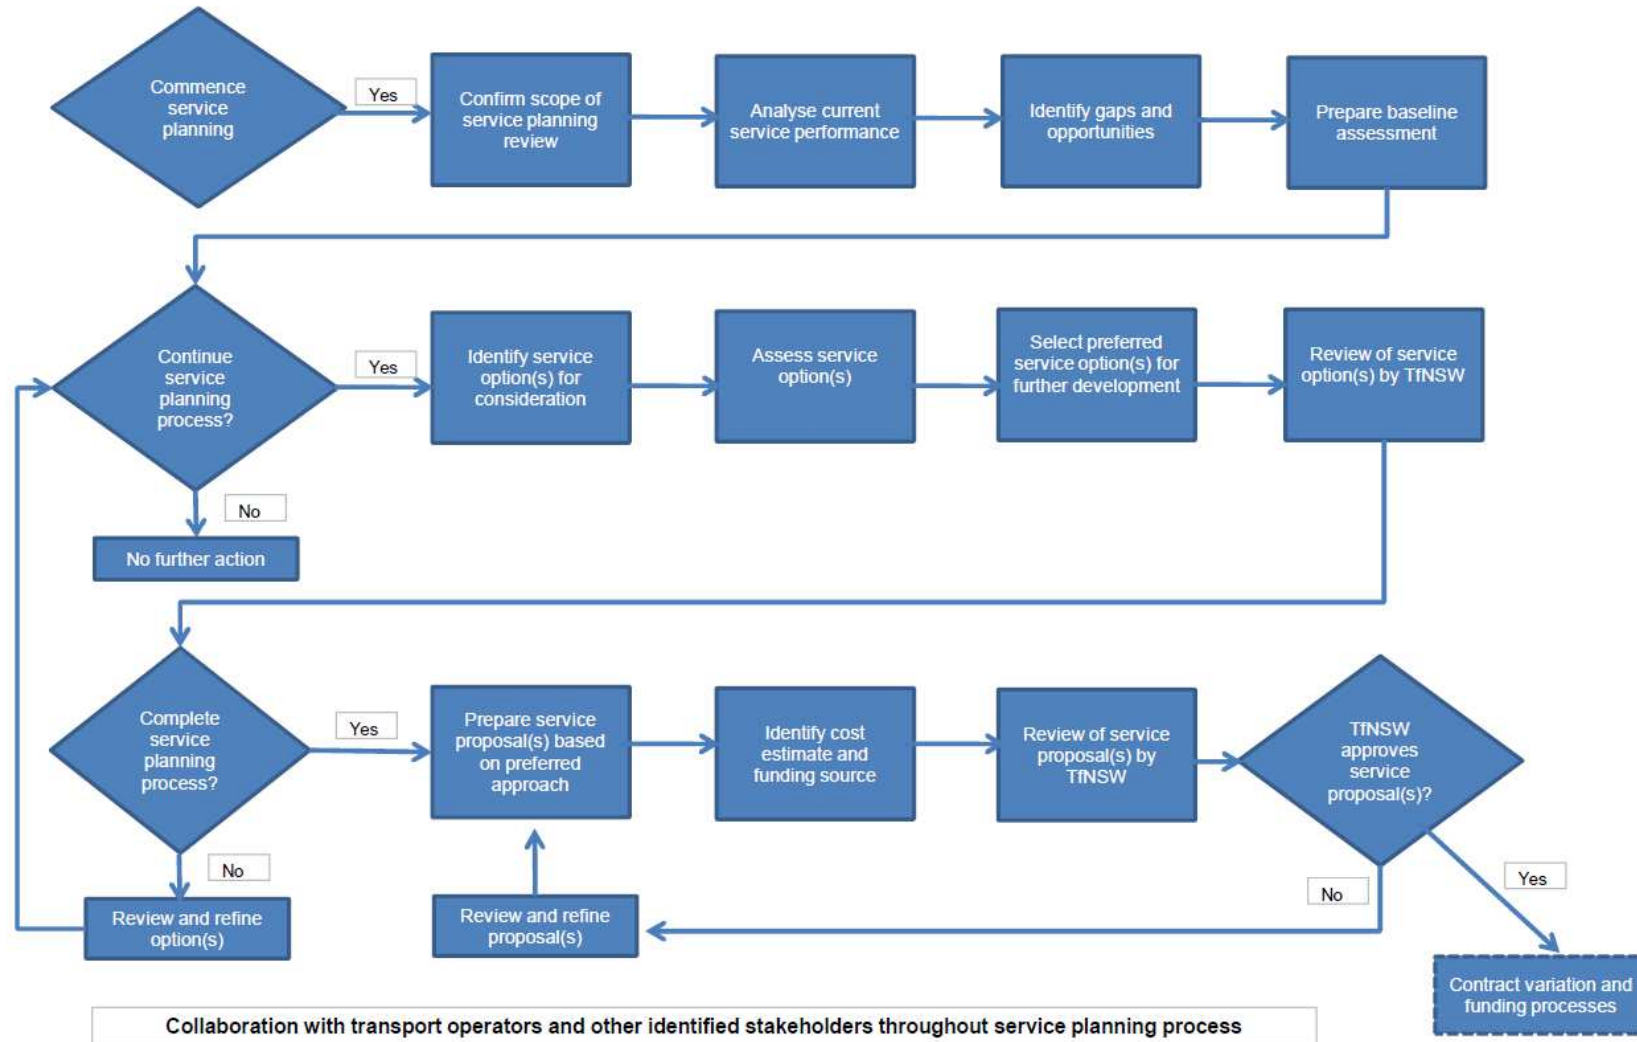 Commence
service
planning
Yes
Confirm scope of
service planning
review
Analyse current
service performance
Identify gaps and
opportunities
Prepare baseline
assessment
Continue
service
planning
process?
Yes
Identify service
option(s) for
consideration
Assess service
option(s)
Select preferred
service option(s) for
further development
Review of service
option(s) by TfNSW
No
No further action
Complete
service
planning
process?
Yes
Prepare service
proposal(s) based
on preferred
approach
Identify cost
estimate and
funding source
Review of service
proposal(s) by
TfNSW
TfNSW
approves
service
proposal(s)?
No
Review and refine
option(s)
Review and refine
proposal(s)
No
Yes
Contract variation and
funding processes
Collaboration with transport operators and other identified stakeholders throughout service planning process